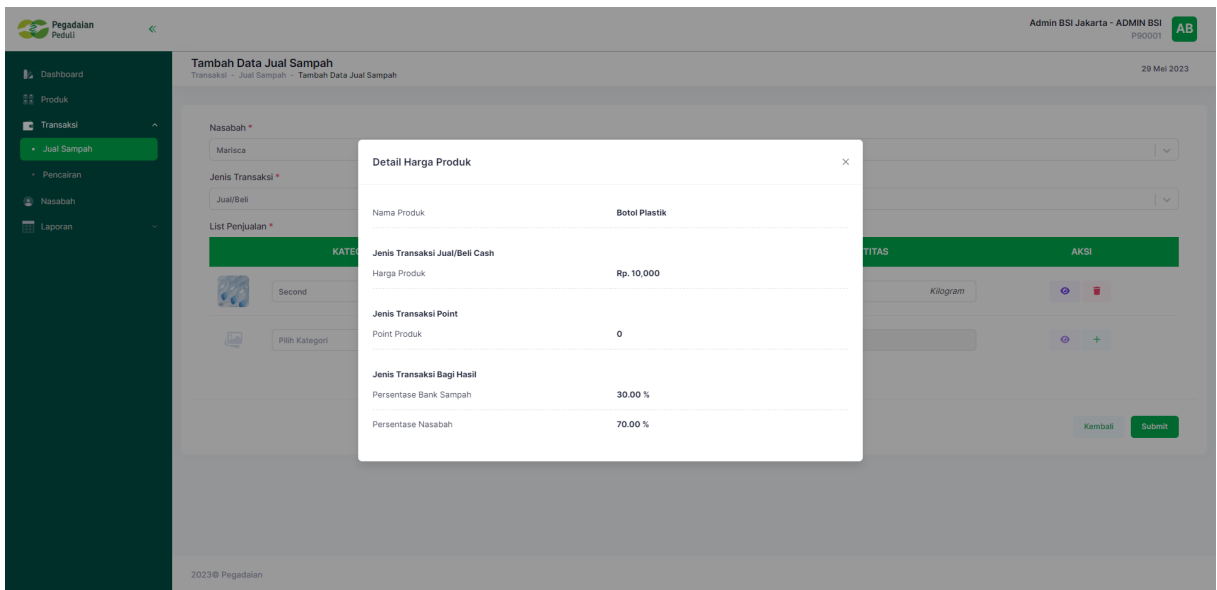 Pegadaian
Peduli
Admin BSI Jakarta - ADMIN BSI
P90001
AB
Dashboard
Produk
Transaksi
Jual Sampah
Pencairan
Nasabah
Laporan
Tambah Data Jual Sampah
Transaksi - Jual Sampah - Tambah Data Jual Sampah
29 Mei 2023
Nasabah *
Marisca
Jenis Transaksi *
Jual/Beli
List Penjualan *
KATEG
TITAS
AKSI
Second
Kilogram
Pilih Kategori
Detail Harga Produk
Nama Produk
Botol Plastik
Jenis Transaksi Jual/Beli Cash
Harga Produk
Rp. 10,000
Jenis Transaksi Point
Point Produk
0
Jenis Transaksi Bagi Hasil
Persentase Bank Sampah
30.00 %
Persentase Nasabah
70.00 %
Kembali
Submit
2023© Pegadaian